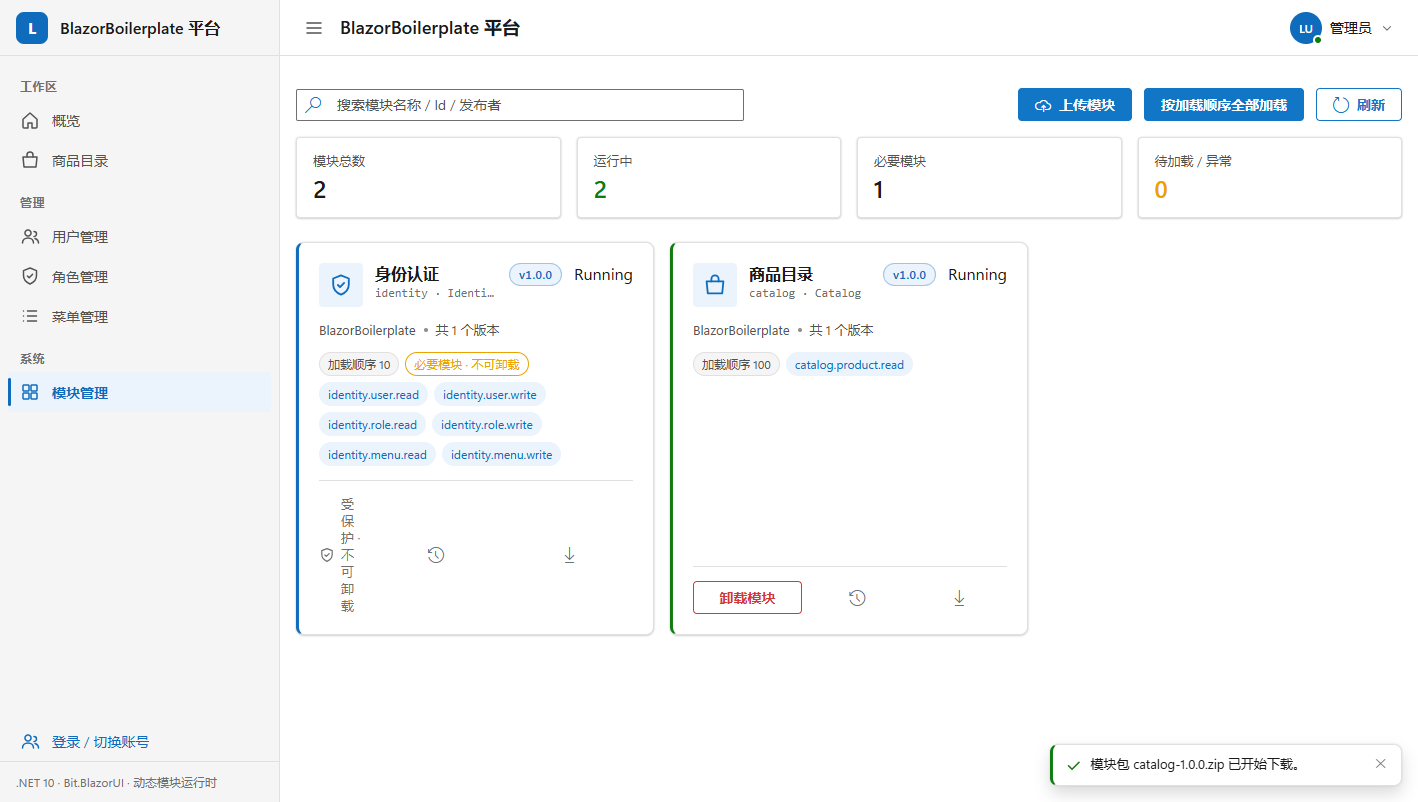 L BlazorBoilerplate 平台
BlazorBoilerplate 平台
LU 管理员
工作区
概览
商品目录
管理
用户管理
角色管理
菜单管理
系统
模块管理
登录 / 切换账号
.NET 10 · Bit.BlazorUI · 动态模块运行时
搜索模块名称 / Id / 发布者
上传模块
按加载顺序全部加载
刷新
模块总数
2
运行中
2
必要模块
1
待加载 / 异常
0
身份认证 v1.0.0 Running
identity · Identi…
BlazorBoilerplate • 共 1 个版本
加载顺序 10 必要模块 · 不可卸载
identity.user.read identity.user.write
identity.role.read identity.role.write
identity.menu.read identity.menu.write
受
保
护 ·
不
可
卸
载
商品目录 v1.0.0 Running
catalog · Catalog
BlazorBoilerplate • 共 1 个版本
加载顺序 100 catalog.product.read
卸载模块
模块包 catalog-1.0.0.zip 已开始下载。